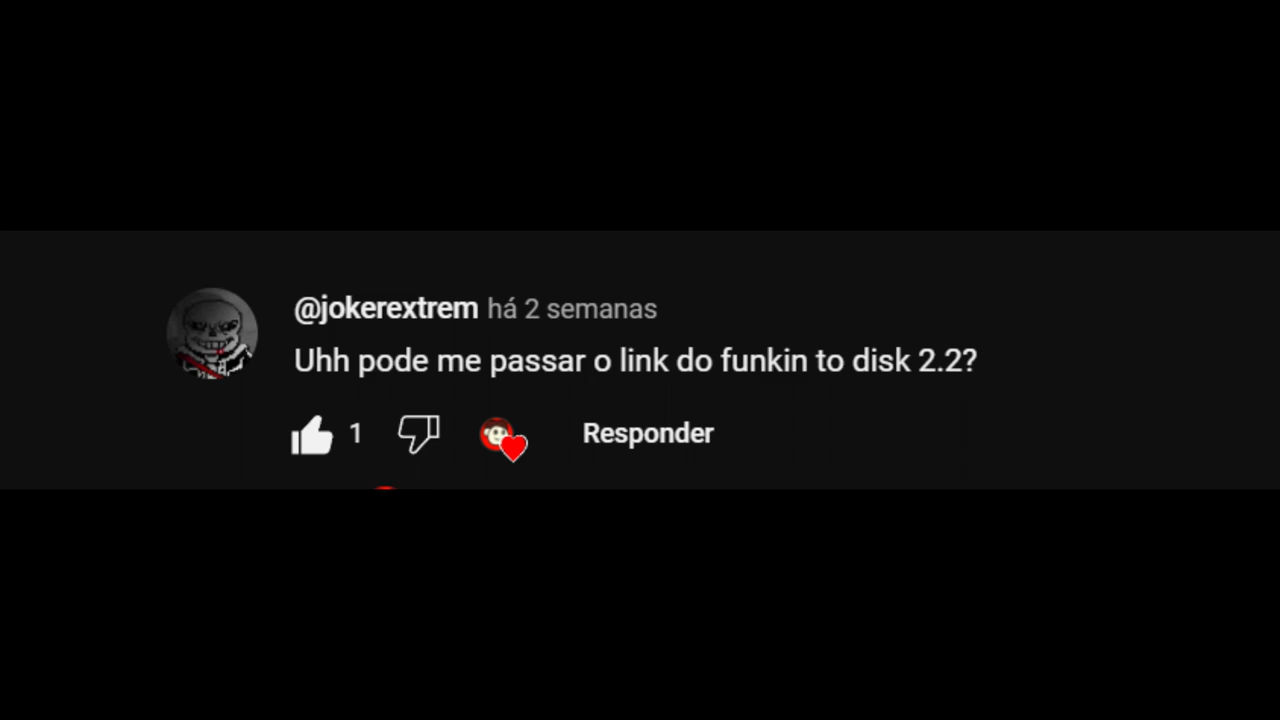 @jokerextrem há 2 semanas
Uhh pode me passar o link do funkin to disk 2.2?
1 Responder